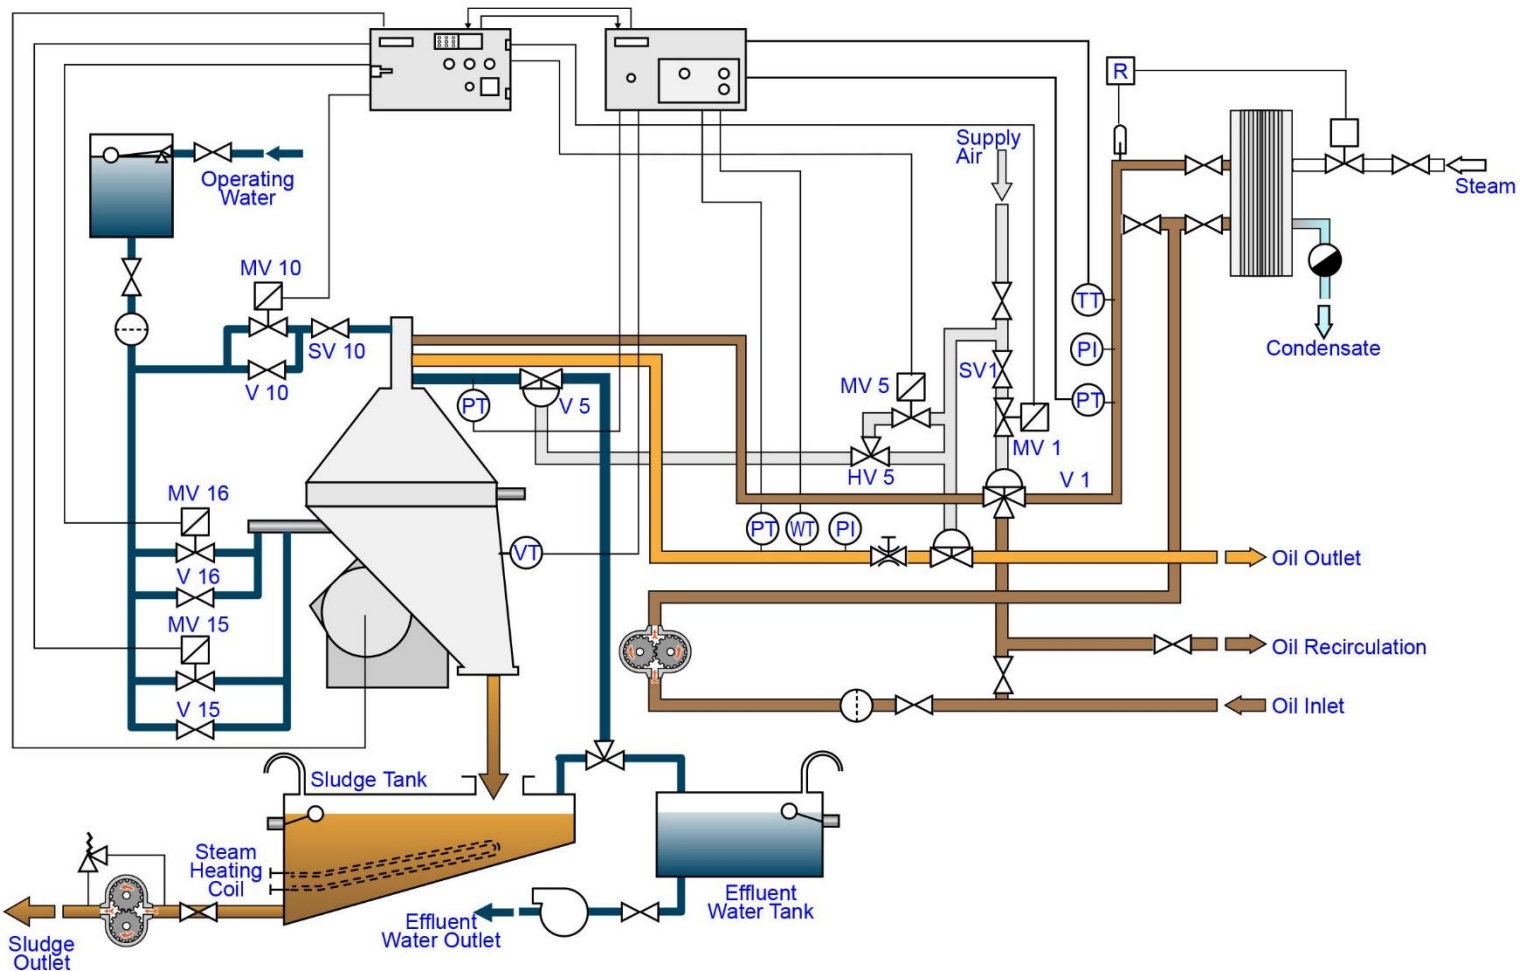 R
Supply
Air
Operating
Water
Steam
MV 10
TT
SV 10
PI
Condensate
V 10
SV1
MV 5
PT
PT
V 5
MV 1
HV 5
V 1
MV 16
PT
WT
PI
VT
Oil Outlet
V 16
MV 15
Oil Recirculation
V 15
Oil Inlet
Sludge Tank
Steam
Heating
Coil
Effluent
Water Tank
Effluent
Water Outlet
Sludge
Outlet